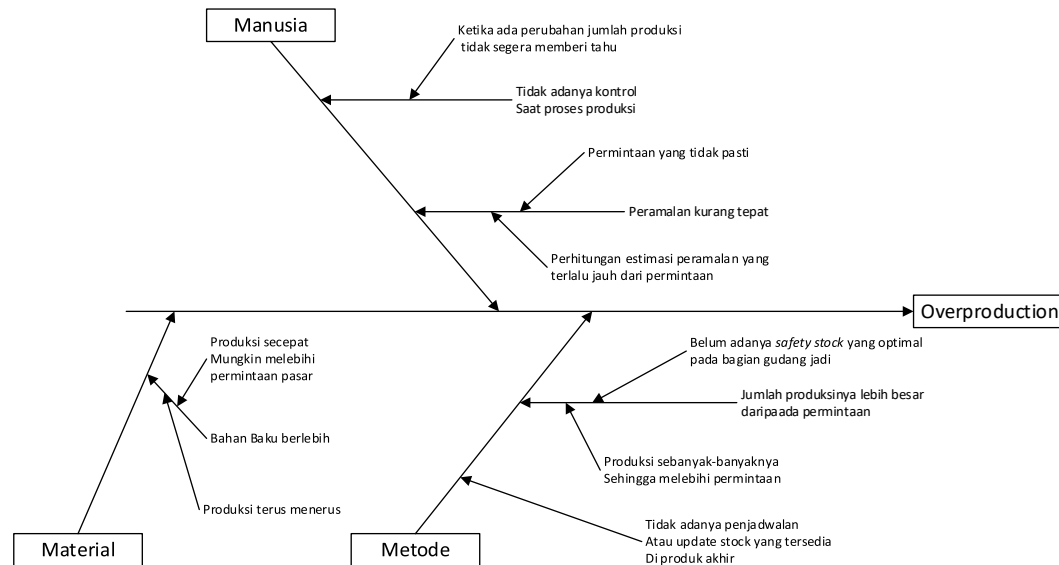 Manusia
Ketika ada perubahan jumlah produksi
tidak segera memberi tahu
Tidak adanya kontrol
Saat proses produksi
Permintaan yang tidak pasti
Peramalan kurang tepat
Perhitungan estimasi peramalan yang
terlalu jauh dari permintaan
Overproduction
Produksi secepat
Mungkin melebihi
permintaan pasar
Bahan Baku berlebih
Produksi terus menerus
Material
Belum adanya safety stock yang optimal
pada bagian gudang jadi
Jumlah produksinya lebih besar
daripaada permintaan
Produksi sebanyak-banyaknya
Sehingga melebihi permintaan
Tidak adanya penjadwalan
Atau update stock yang tersedia
Di produk akhir
Metode